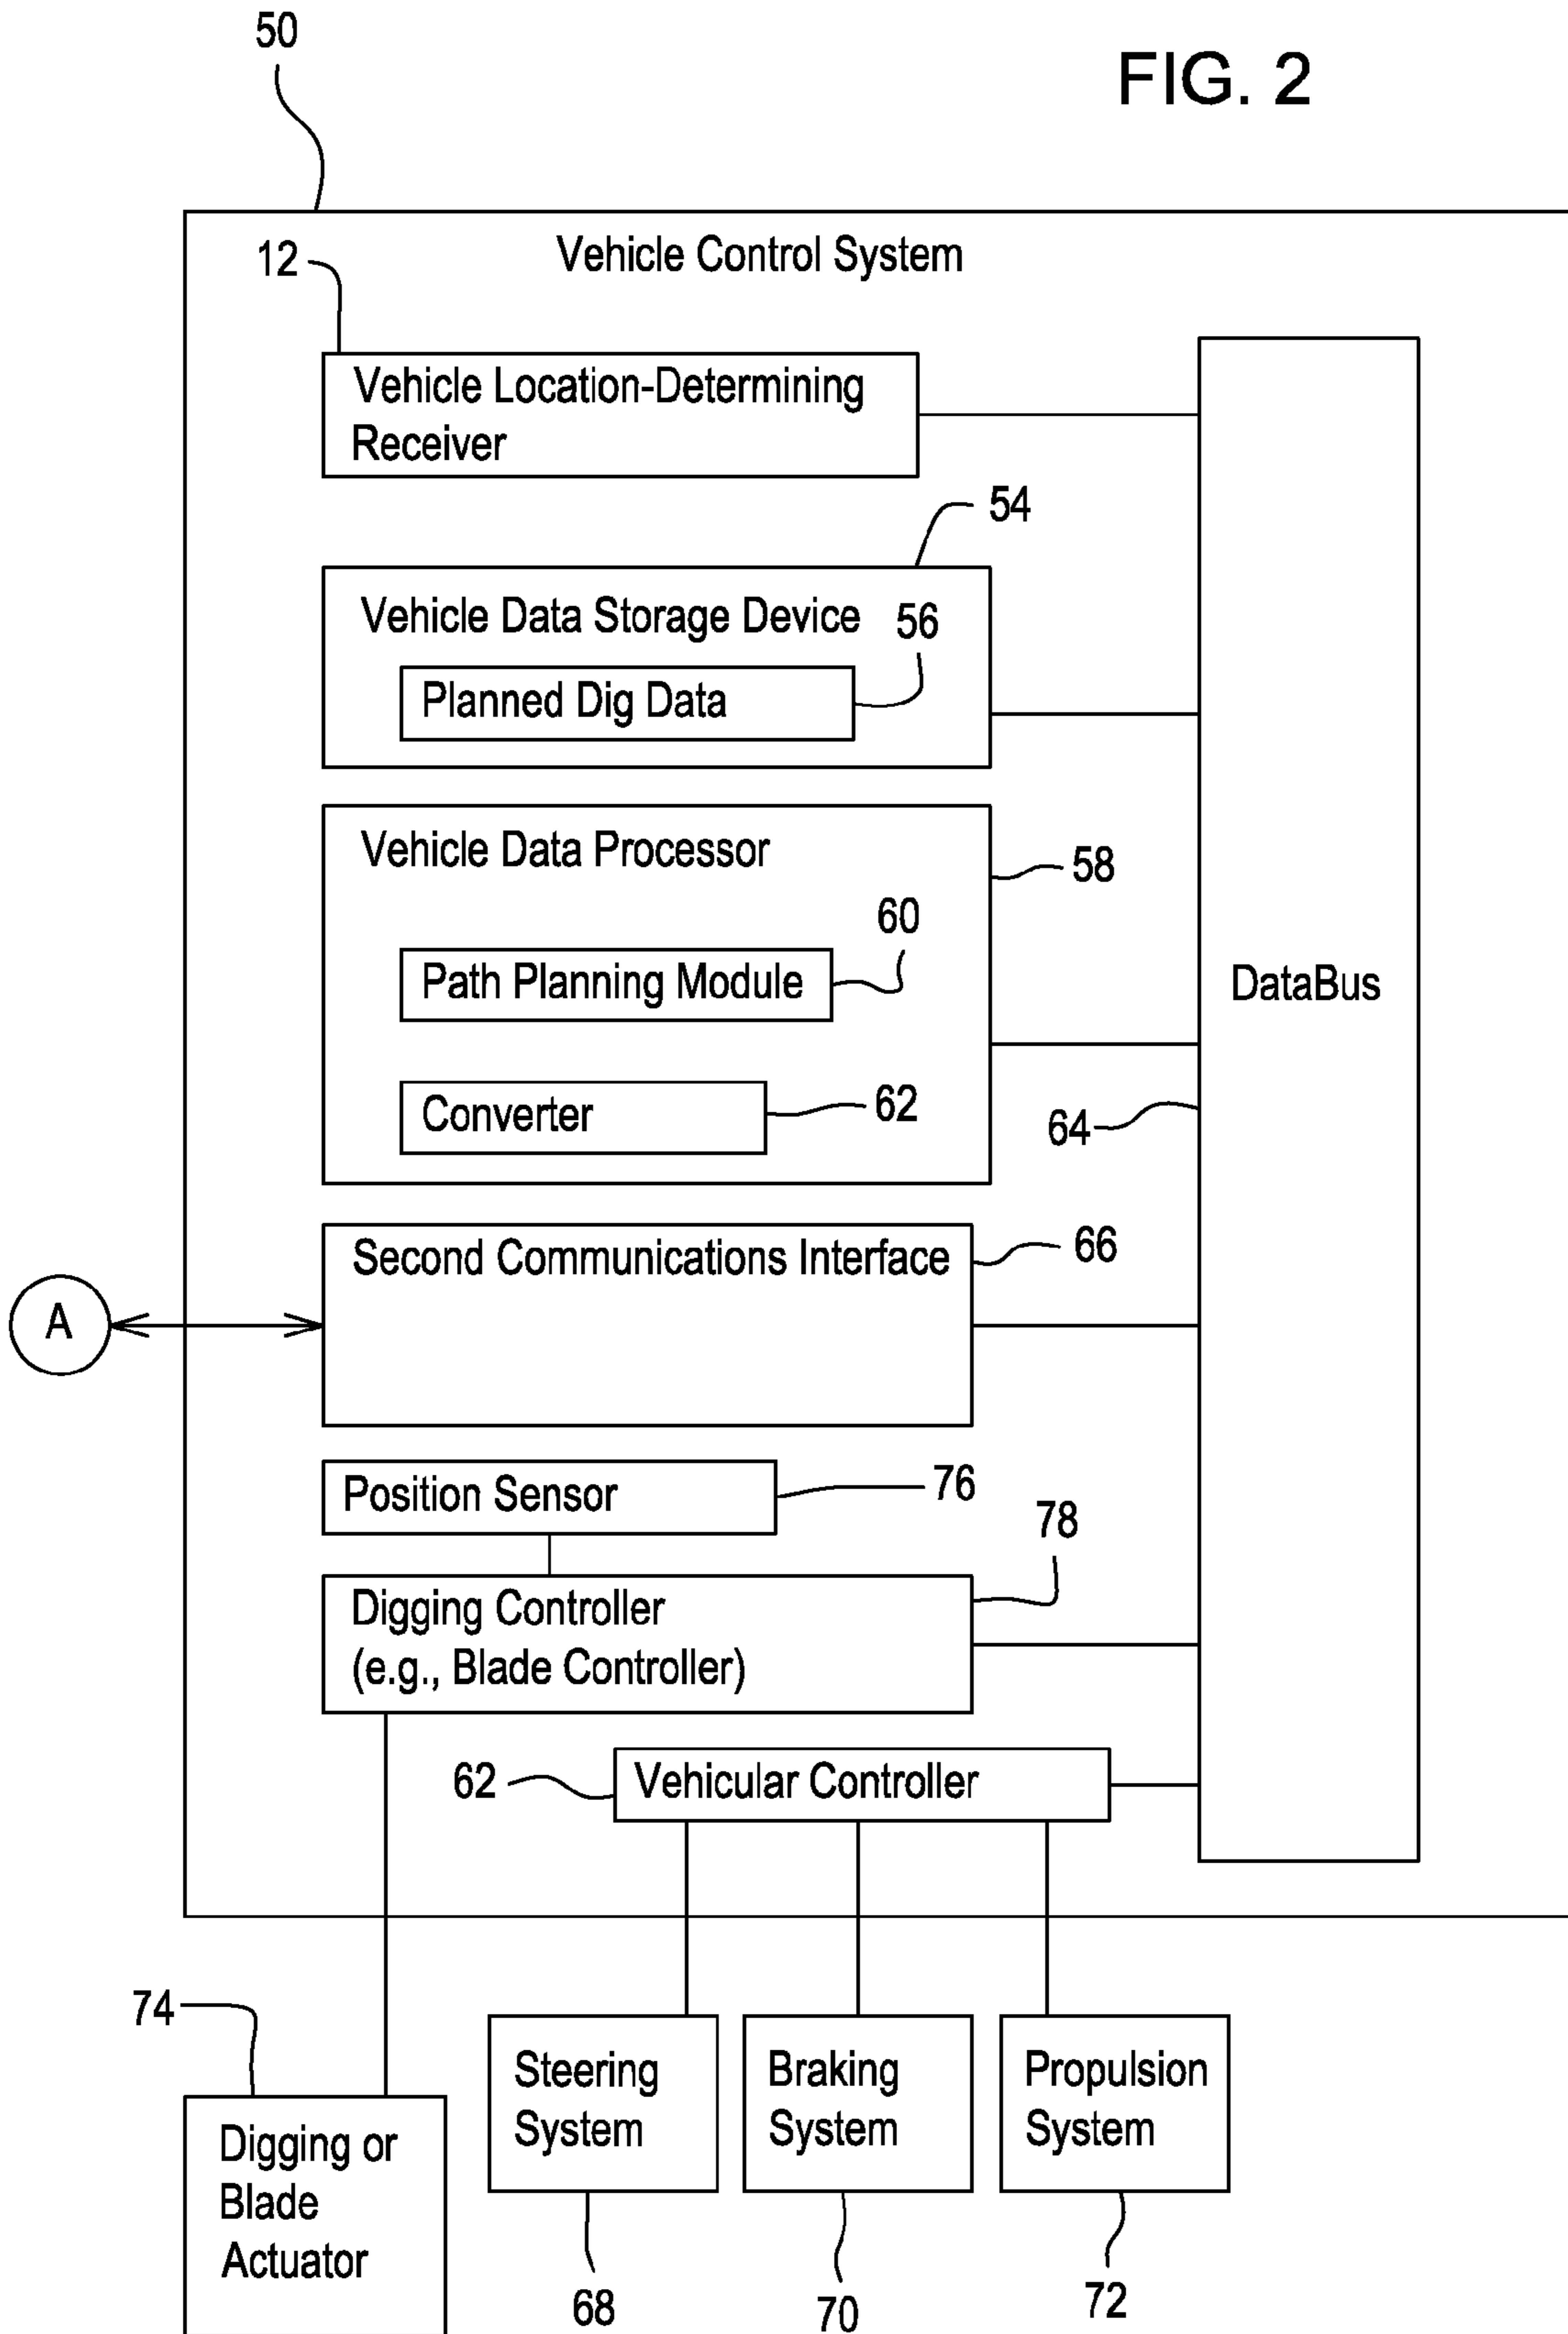 50
FIG. 2
Vehicle Control System
12
Vehicle Location-Determining
Receiver
54
Vehicle Data Storage Device
56
Planned Dig Data
Vehicle Data Processor
58
60
Path Planning Module
DataBus
Converter
62
64
Second Communications Interface
66
A
Position Sensor
76
78
Digging Controller
(e.g., Blade Controller)
62
Vehicular Controller
74
Steering
System
Braking
System
Propulsion
System
Digging or
Blade
Actuator
68
70
72